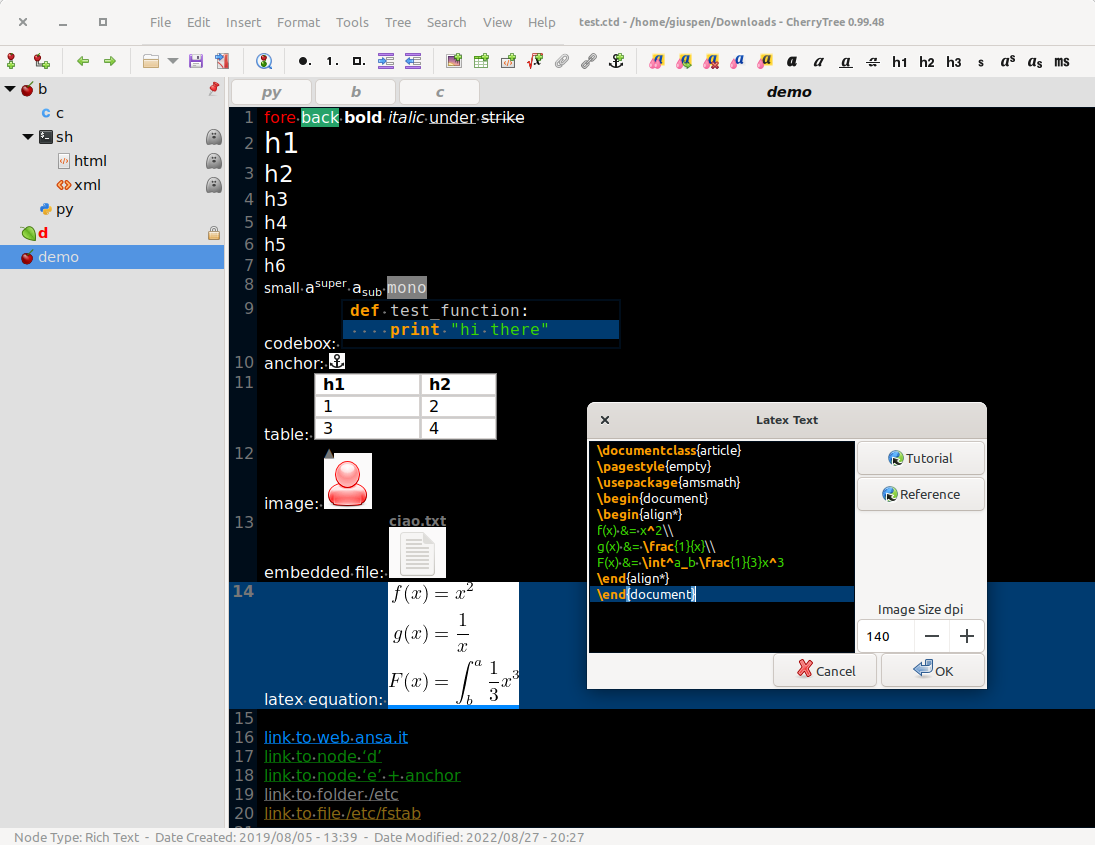 File Edit Insert Format Tools Tree Search View Help test.ctd - /home/giuspen/Downloads - CherryTree 0.99.48
1. a a a a a a a a h1 h2 h3 s aˢ aₛ ms
b
c
sh
html
xml
py
d
demo
py b c demo
1 fore back bold italic under strike
2 h1
3 h2
4 h3
5 h4
6 h5
7 h6
8 small a super a sub mono
9 codebox:
def test_function:
print "hi there"
10 anchor:
11 table:
h1 h2
1 2
3 4
12 image:
13 embedded file:
ciao.txt
14 latex equation:
f(x) = x²
g(x) = 1/x
F(x) = ∫ᵃ_b 1/3 x³
15
16 link to web ansa.it
17 link to node ‘d’
18 link to node ‘e’ + anchor
19 link to folder /etc
20 link to file /etc/fstab
Latex Text
\documentclass{article}
\pagestyle{empty}
\usepackage{amsmath}
\begin{document}
\begin{align*}
f(x) &= x^2\\
g(x) &= \frac{1}{x}\\
F(x) &= \int^a_b \frac{1}{3}x^3
\end{align*}
\end{document}
Tutorial
Reference
Image Size dpi
140
Cancel OK
Node Type: Rich Text - Date Created: 2019/08/05 - 13:39 - Date Modified: 2022/08/27 - 20:27